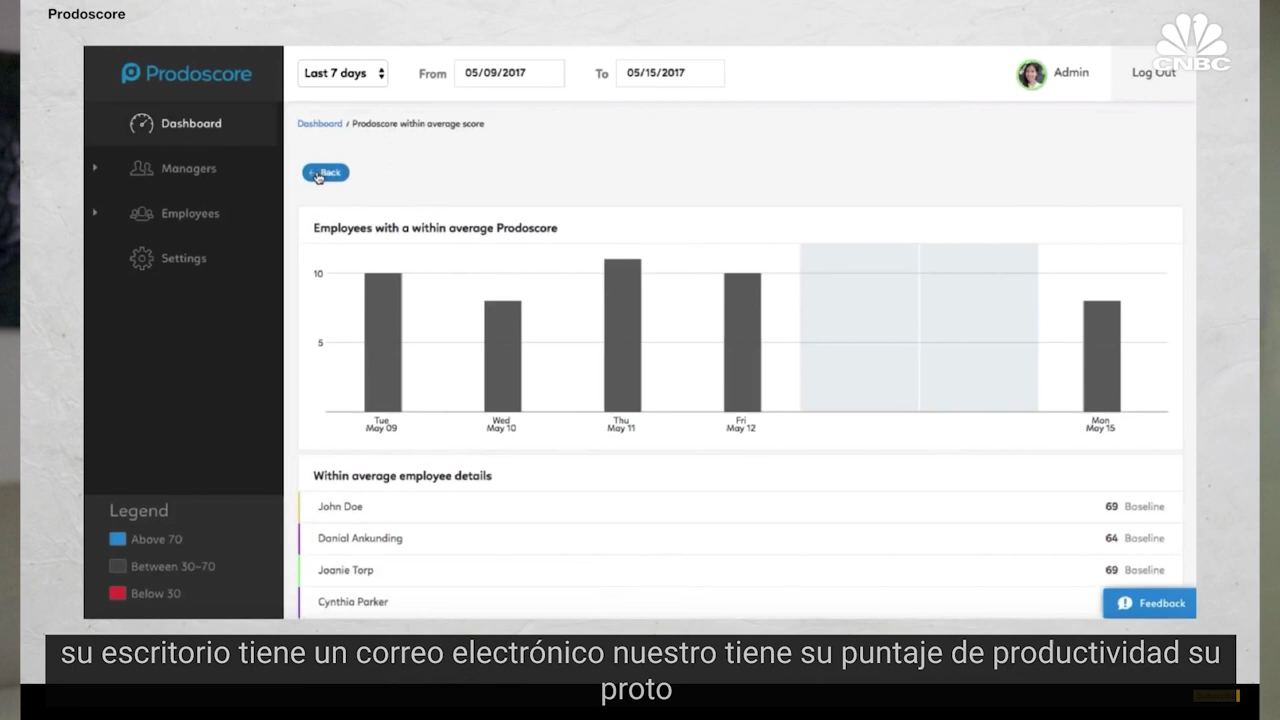 Prodoscore
CNBC
Prodoscore
Last 7 days
From
05/09/2017
To
05/15/2017
Admin
Log Out
Dashboard
Managers
Employees
Settings
Dashboard / Prodoscore within average score
Back
Employees with a within average Prodoscore
10
5
Tue
May 09
Wed
May 10
Thu
May 11
Fri
May 12
Mon
May 15
Within average employee details
John Doe 69 Baseline
Danial Ankunding 64 Baseline
Joanie Torp 69 Baseline
Cynthia Parker
Legend
Above 70
Between 30-70
Below 30
Feedback
su escritorio tiene un correo electrónico nuestro tiene su puntaje de productividad su
proto